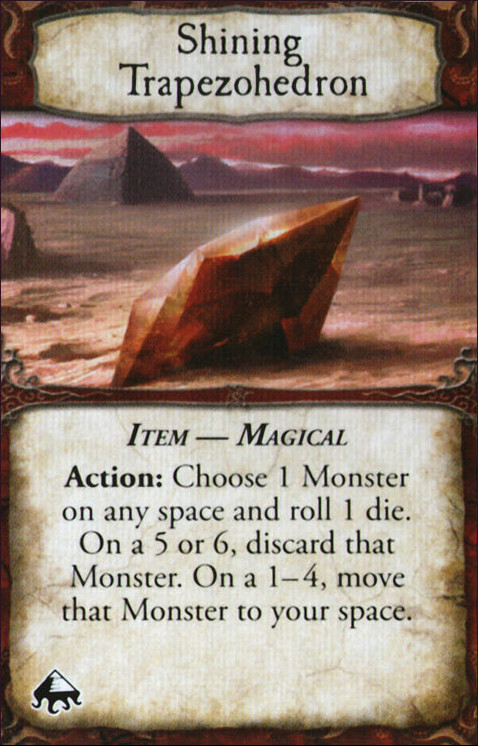 Shining
Trapezohedron
Item — Magical
Action: Choose 1 Monster
on any space and roll 1 die.
On a 5 or 6, discard that
Monster. On a 1–4, move
that Monster to your space.